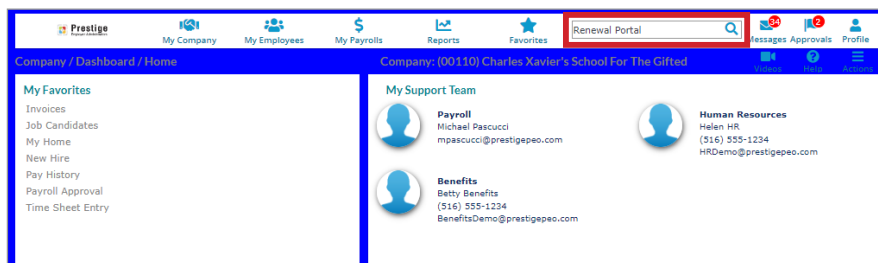 Prestige
My Company
My Employees
My Payrolls
Reports
Favorites
Renewal Portal
34
Messages
2
Approvals
Profile
Company / Dashboard / Home
Company: (00110) Charles Xavier's School For The Gifted
Videos
Help
Actions
My Favorites
Invoices
Job Candidates
My Home
New Hire
Pay History
Payroll Approval
Time Sheet Entry
My Support Team
Payroll
Michael Pascucci
mpascucci@prestigepeo.com
Human Resources
Helen HR
(516) 555-1234
HRDemo@prestigepeo.com
Benefits
Betty Benefits
(516) 555-1234
BenefitsDemo@prestigepeo.com